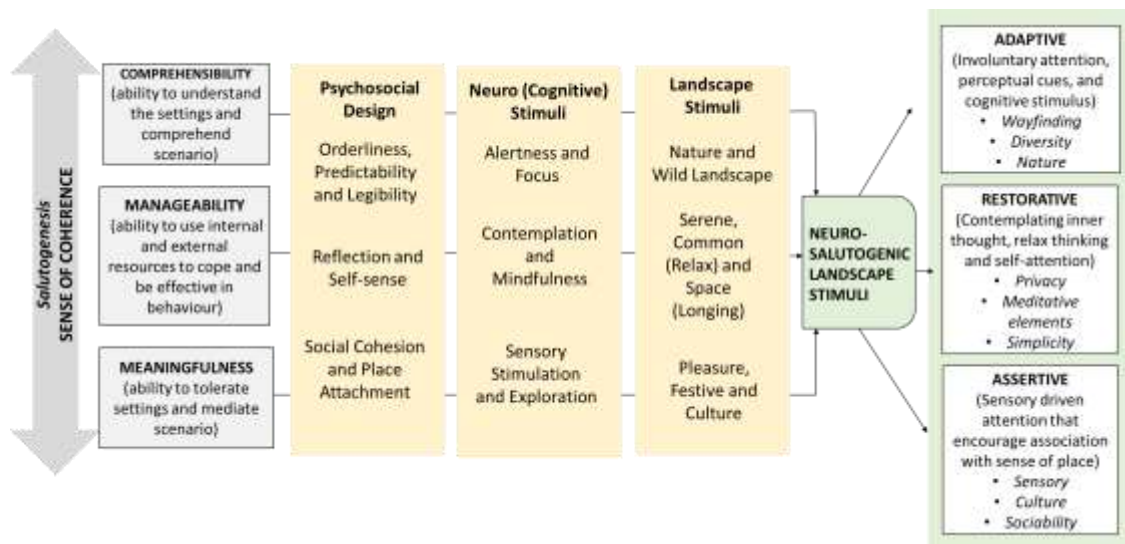 Salutogenesis
SENSE OF COHERENCE
COMPREHENSIBILITY
(ability to understand
the settings and
comprehend
scenario)
MANAGEABILITY
(ability to use internal
and external
resources to cope and
be effective in
behaviour)
MEANINGFULNESS
(ability to tolerate
settings and mediate
scenario)
Psychosocial
Design
Orderliness,
Predictability
and Legibility
Reflection and
Self-sense
Social Cohesion
and Place
Attachment
Neuro (Cognitive)
Stimuli
Alertness and
Focus
Contemplation
and
Mindfulness
Sensory
Stimulation
and Exploration
Landscape
Stimuli
Nature and
Wild Landscape
Serene,
Common
(Relax) and
Space
(Longing)
Pleasure,
Festive and
Culture
NEURO-
SALUTOGENIC
LANDSCAPE
STIMULI
ADAPTIVE
(Involuntary attention,
perceptual cues, and
cognitive stimulus)
• Wayfinding
• Diversity
• Nature
RESTORATIVE
(Contemplating inner
thought, relax thinking
and self-attention)
• Privacy
• Meditative
elements
• Simplicity
ASSERTIVE
(Sensory driven
attention that
encourage association
with sense of place)
• Sensory
• Culture
• Sociability